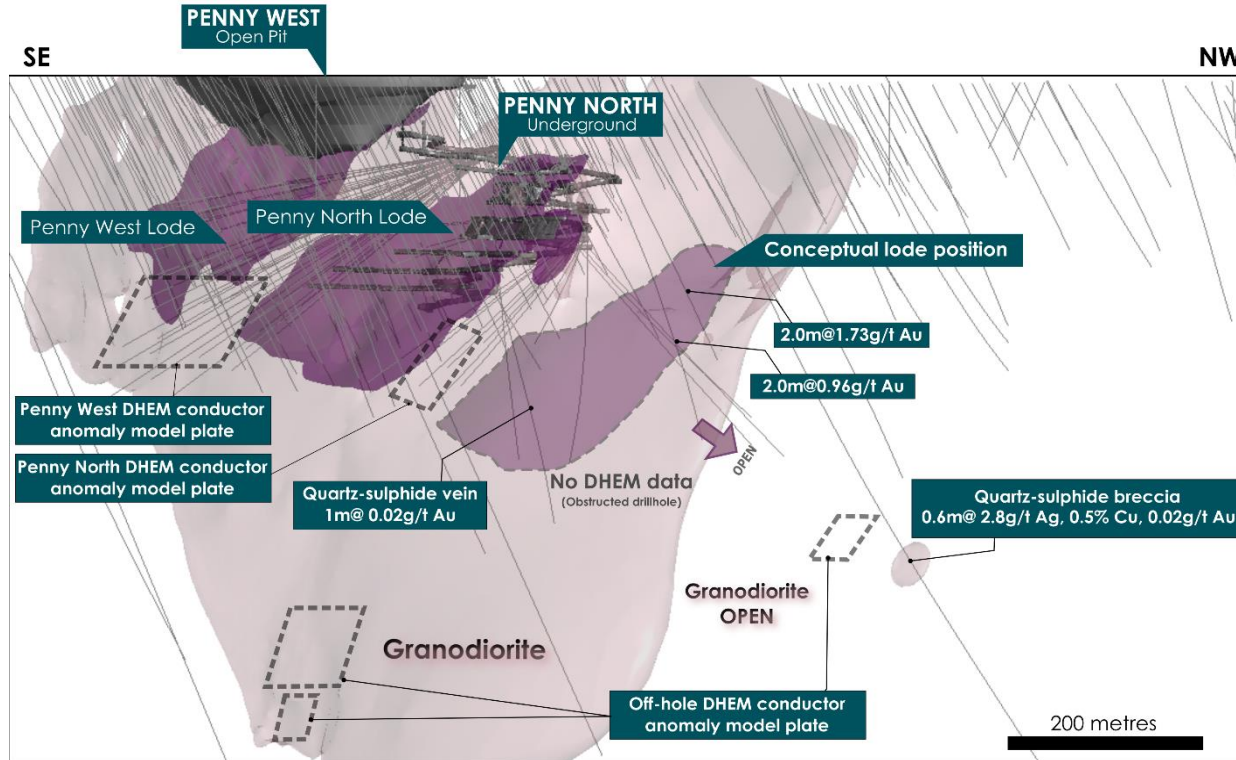 PENNY WEST
Open Pit
SE
NW
PENNY NORTH
Underground
Penny West Lode
Penny North Lode
Conceptual lode position
2.0m@1.73g/t Au
2.0m@0.96g/t Au
Penny West DHEM conductor
anomaly model plate
Penny North DHEM conductor
anomaly model plate
Quartz-sulphide vein
1m@ 0.02g/t Au
No DHEM data
(Obstructed drillhole)
OPEN
Quartz-sulphide breccia
0.6m@ 2.8g/t Ag, 0.5% Cu, 0.02g/t Au
Granodiorite
OPEN
Granodiorite
Off-hole DHEM conductor
anomaly model plate
200 metres